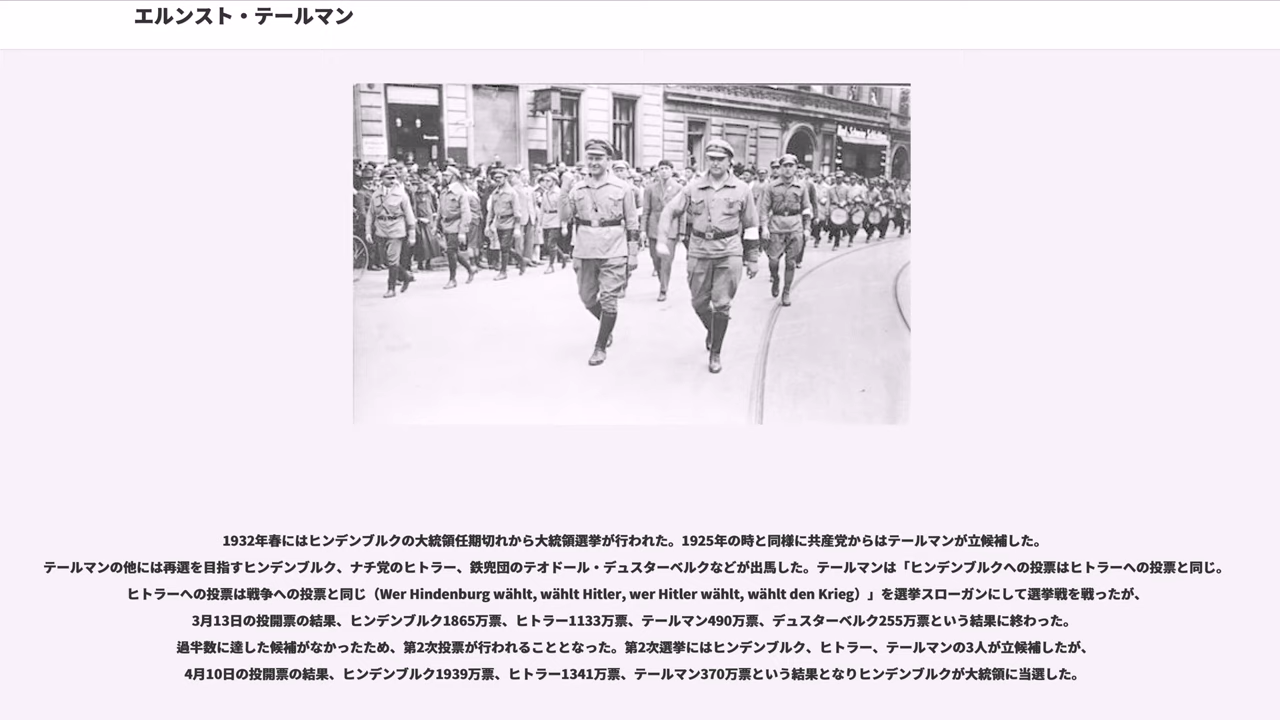 エルンスト・テールマン
1932年春にはヒンデンブルクの大統領任期切れから大統領選挙が行われた。1925年の時と同様に共産党からはテールマンが立候補した。
テールマンの他には再選を目指すヒンデンブルク、ナチ党のヒトラー、鉄兜団のテオドール・デュスターベルクなどが出馬した。テールマンは「ヒンデンブルクへの投票はヒトラーへの投票と同じ。
ヒトラーへの投票は戦争への投票と同じ（Wer Hindenburg wählt, wählt Hitler, wer Hitler wählt, wählt den Krieg）」を選挙スローガンにして選挙戦を戦ったが、
3月13日の投開票の結果、ヒンデンブルク1865万票、ヒトラー1133万票、テールマン490万票、デュスターベルク255万票という結果に終わった。
過半数に達した候補がなかったため、第2次投票が行われることとなった。第2次選挙にはヒンデンブルク、ヒトラー、テールマンの3人が立候補したが、
4月10日の投開票の結果、ヒンデンブルク1939万票、ヒトラー1341万票、テールマン370万票という結果となりヒンデンブルクが大統領に当選した。